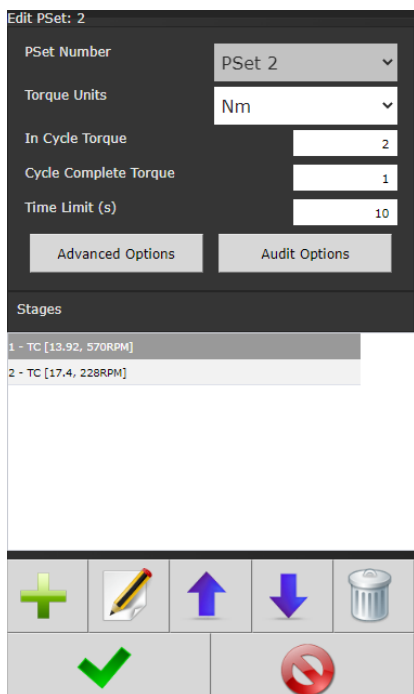 Edit PSet: 2
PSet Number
PSet 2
Torque Units
Nm
In Cycle Torque
2
Cycle Complete Torque
1
Time Limit (s)
10
Advanced Options
Audit Options
Stages
1 - TC [13.92, 570RPM]
2 - TC [17.4, 228RPM]